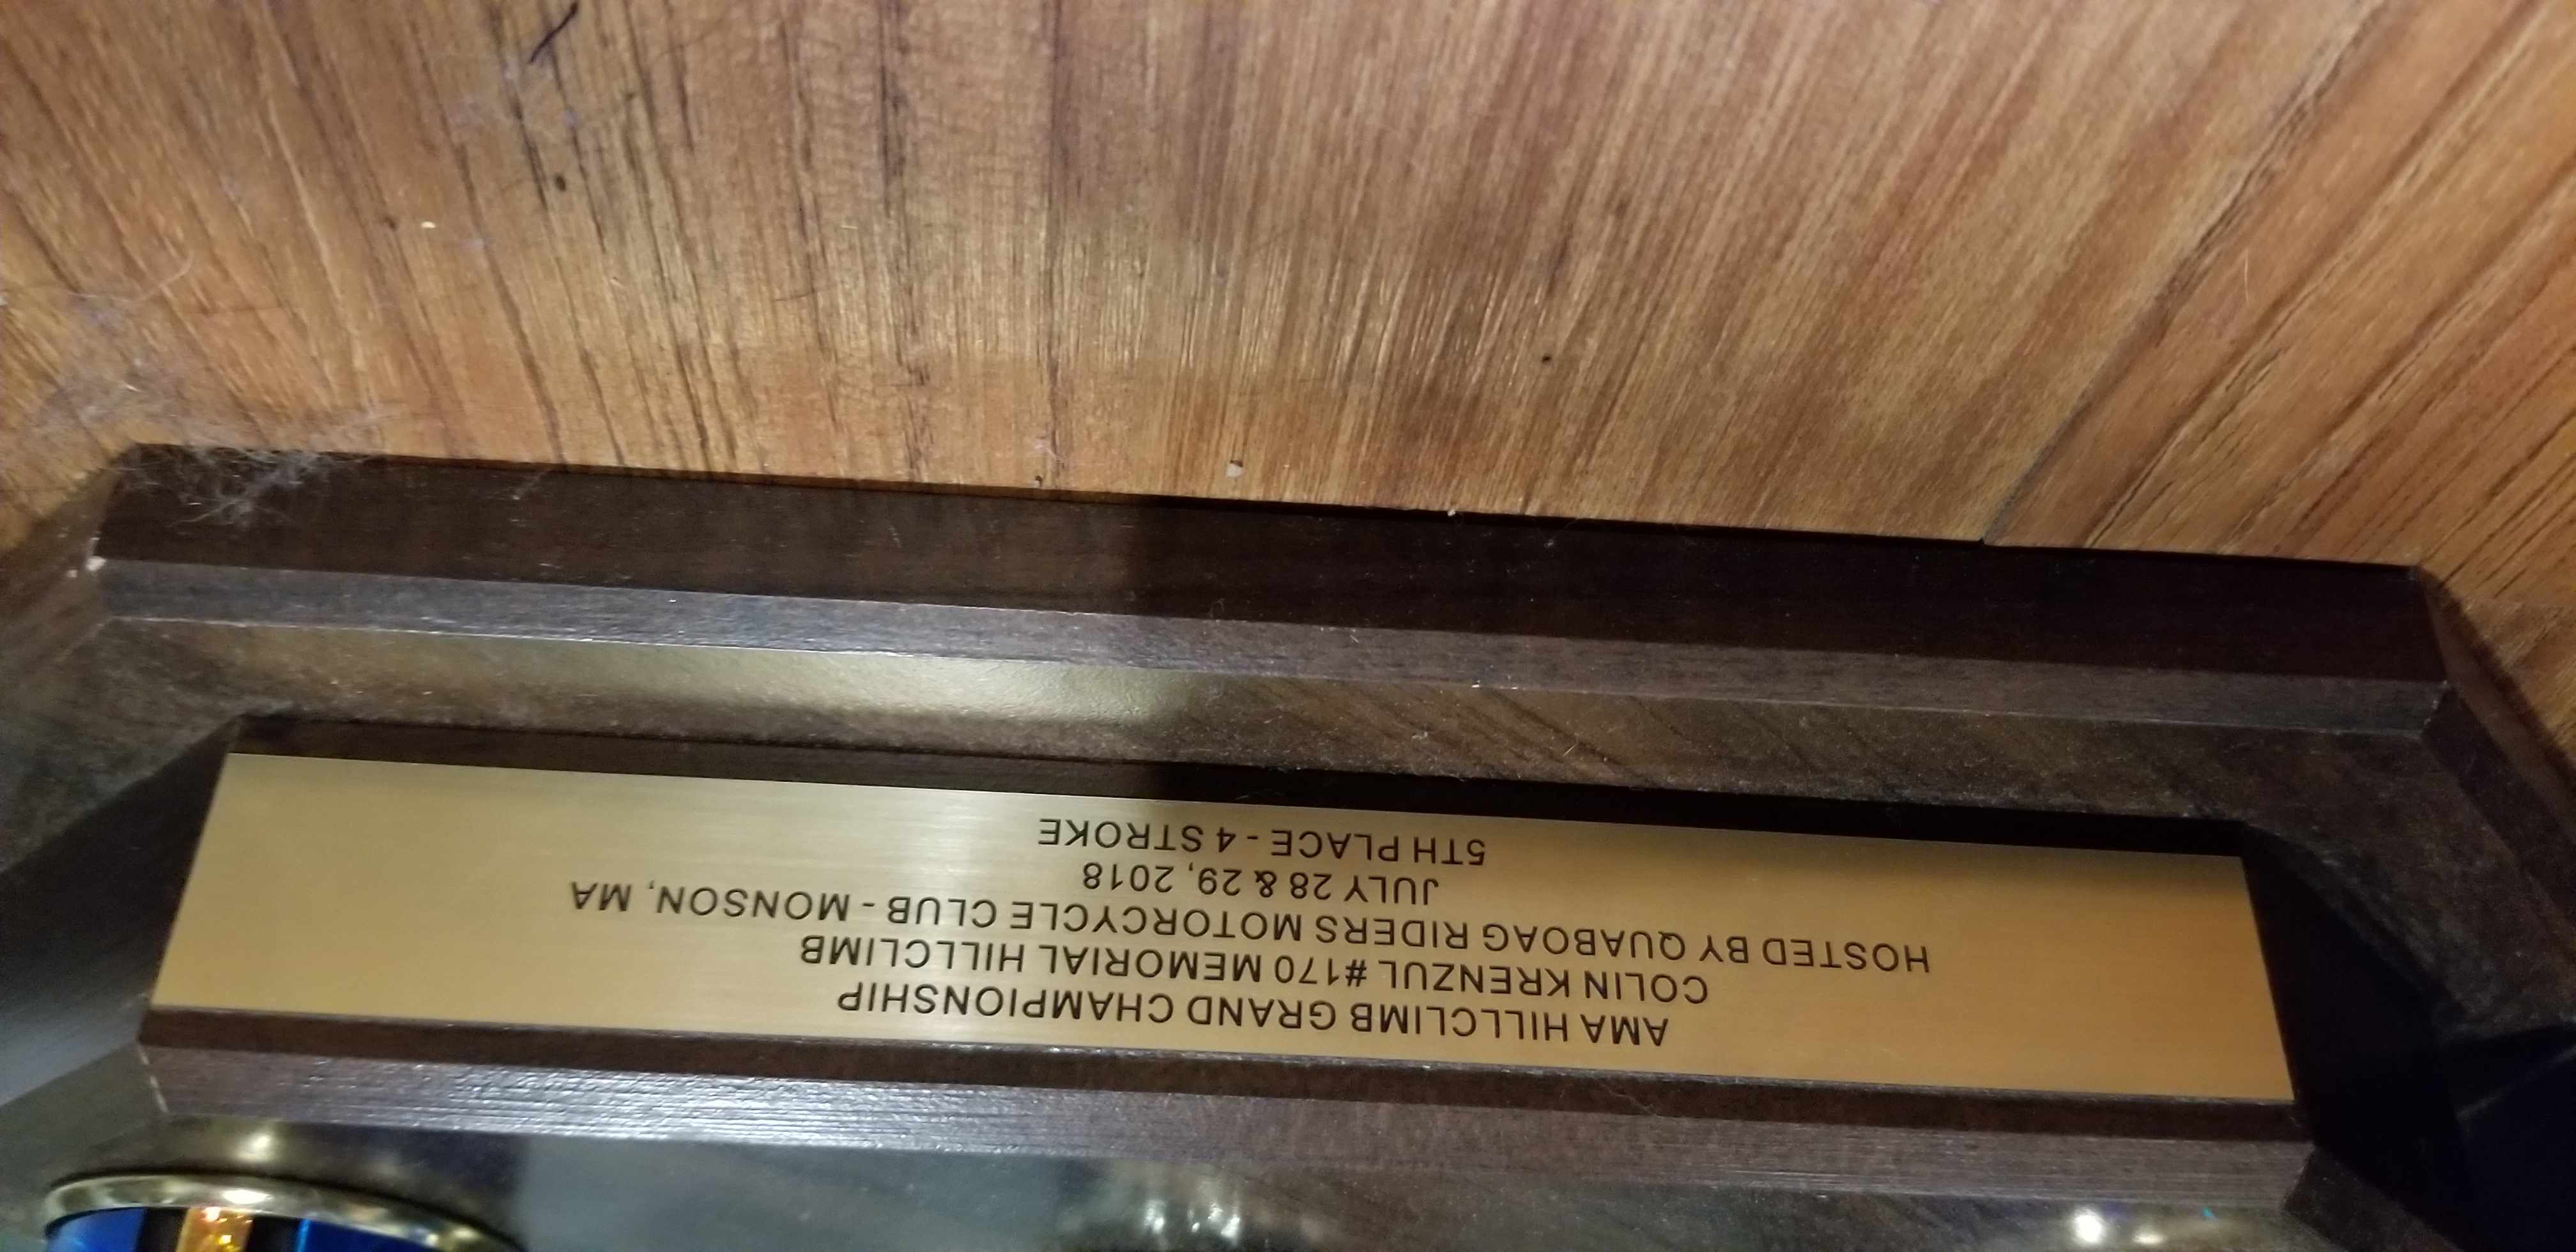 AMA HILLCLIMB GRAND CHAMPIONSHIP
COLIN KRENZUL #170 MEMORIAL HILLCLIMB
HOSTED BY QUABOAG RIDERS MOTORCYCLE CLUB - MONSON, MA
JULY 28 & 29, 2018
5TH PLACE - 4 STROKE